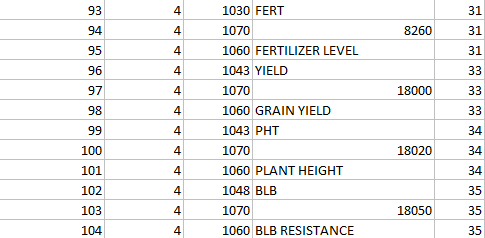 93 4 1030 FERT 31
94 4 1070 8260 31
95 4 1060 FERTILIZER LEVEL 31
96 4 1043 YIELD 33
97 4 1070 18000 33
98 4 1060 GRAIN YIELD 33
99 4 1043 PHT 34
100 4 1070 18020 34
101 4 1060 PLANT HEIGHT 34
102 4 1048 BLB 35
103 4 1070 18050 35
104 4 1060 BLB RESISTANCE 35